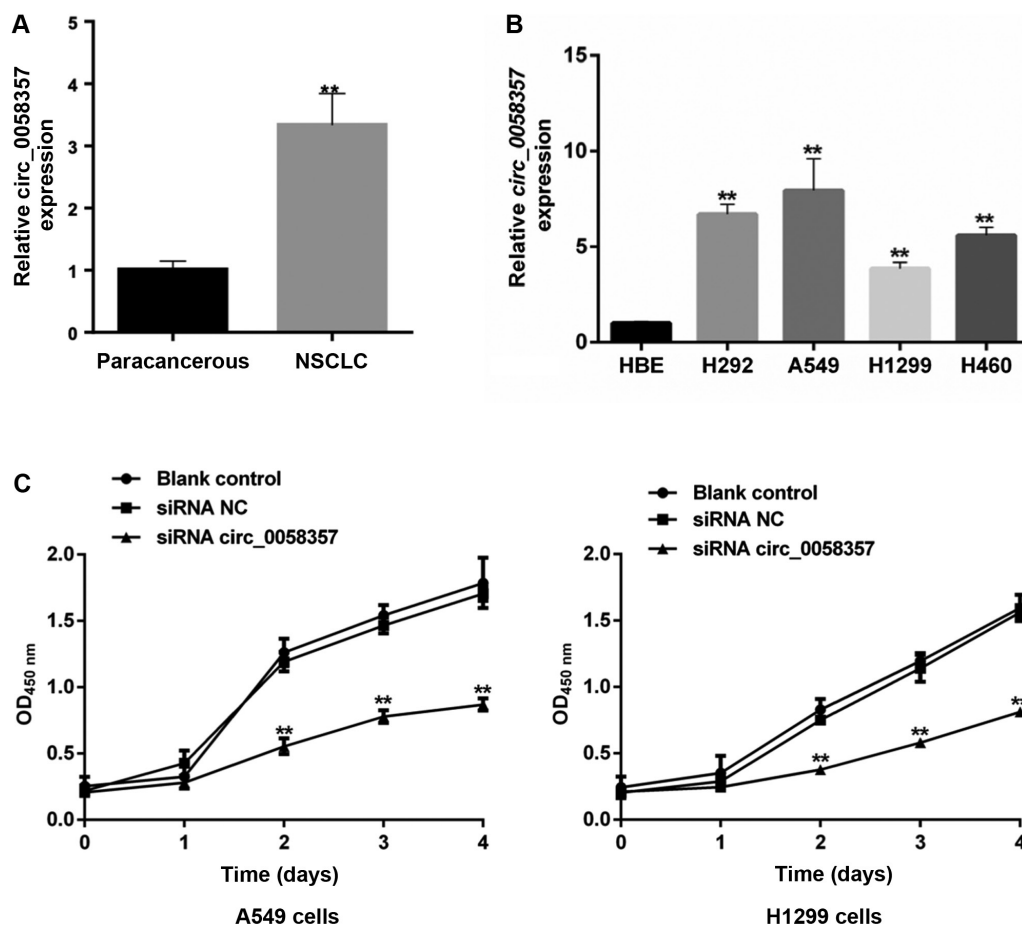 A
Relative circ_0058357
expression
5
4
3
2
1
0
**
Paracancerous
NSCLC
B
Relative circ_0058357
expression
15
10
5
0
**
**
**
**
HBE
H292
A549
H1299
H460
C
Blank control
siRNA NC
siRNA circ_0058357
OD450 nm
2.0
1.5
1.0
0.5
0.0
**
**
**
0
1
2
3
4
Time (days)
A549 cells
Blank control
siRNA NC
siRNA circ_0058357
OD450 nm
2.0
1.5
1.0
0.5
0.0
**
**
**
0
1
2
3
4
Time (days)
H1299 cells